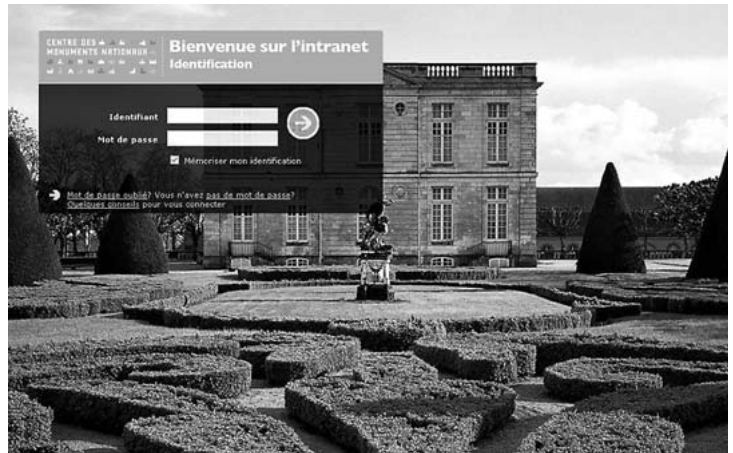 CENTRE DES
MONUMENTS NATIONAUX
Bienvenue sur l'intranet
Identification
Identifiant
Mot de passe
Mémoriser mon identification
Mot de passe oublié? Vous n'avez pas de mot de passe?
Quelques conseils pour vous connecter